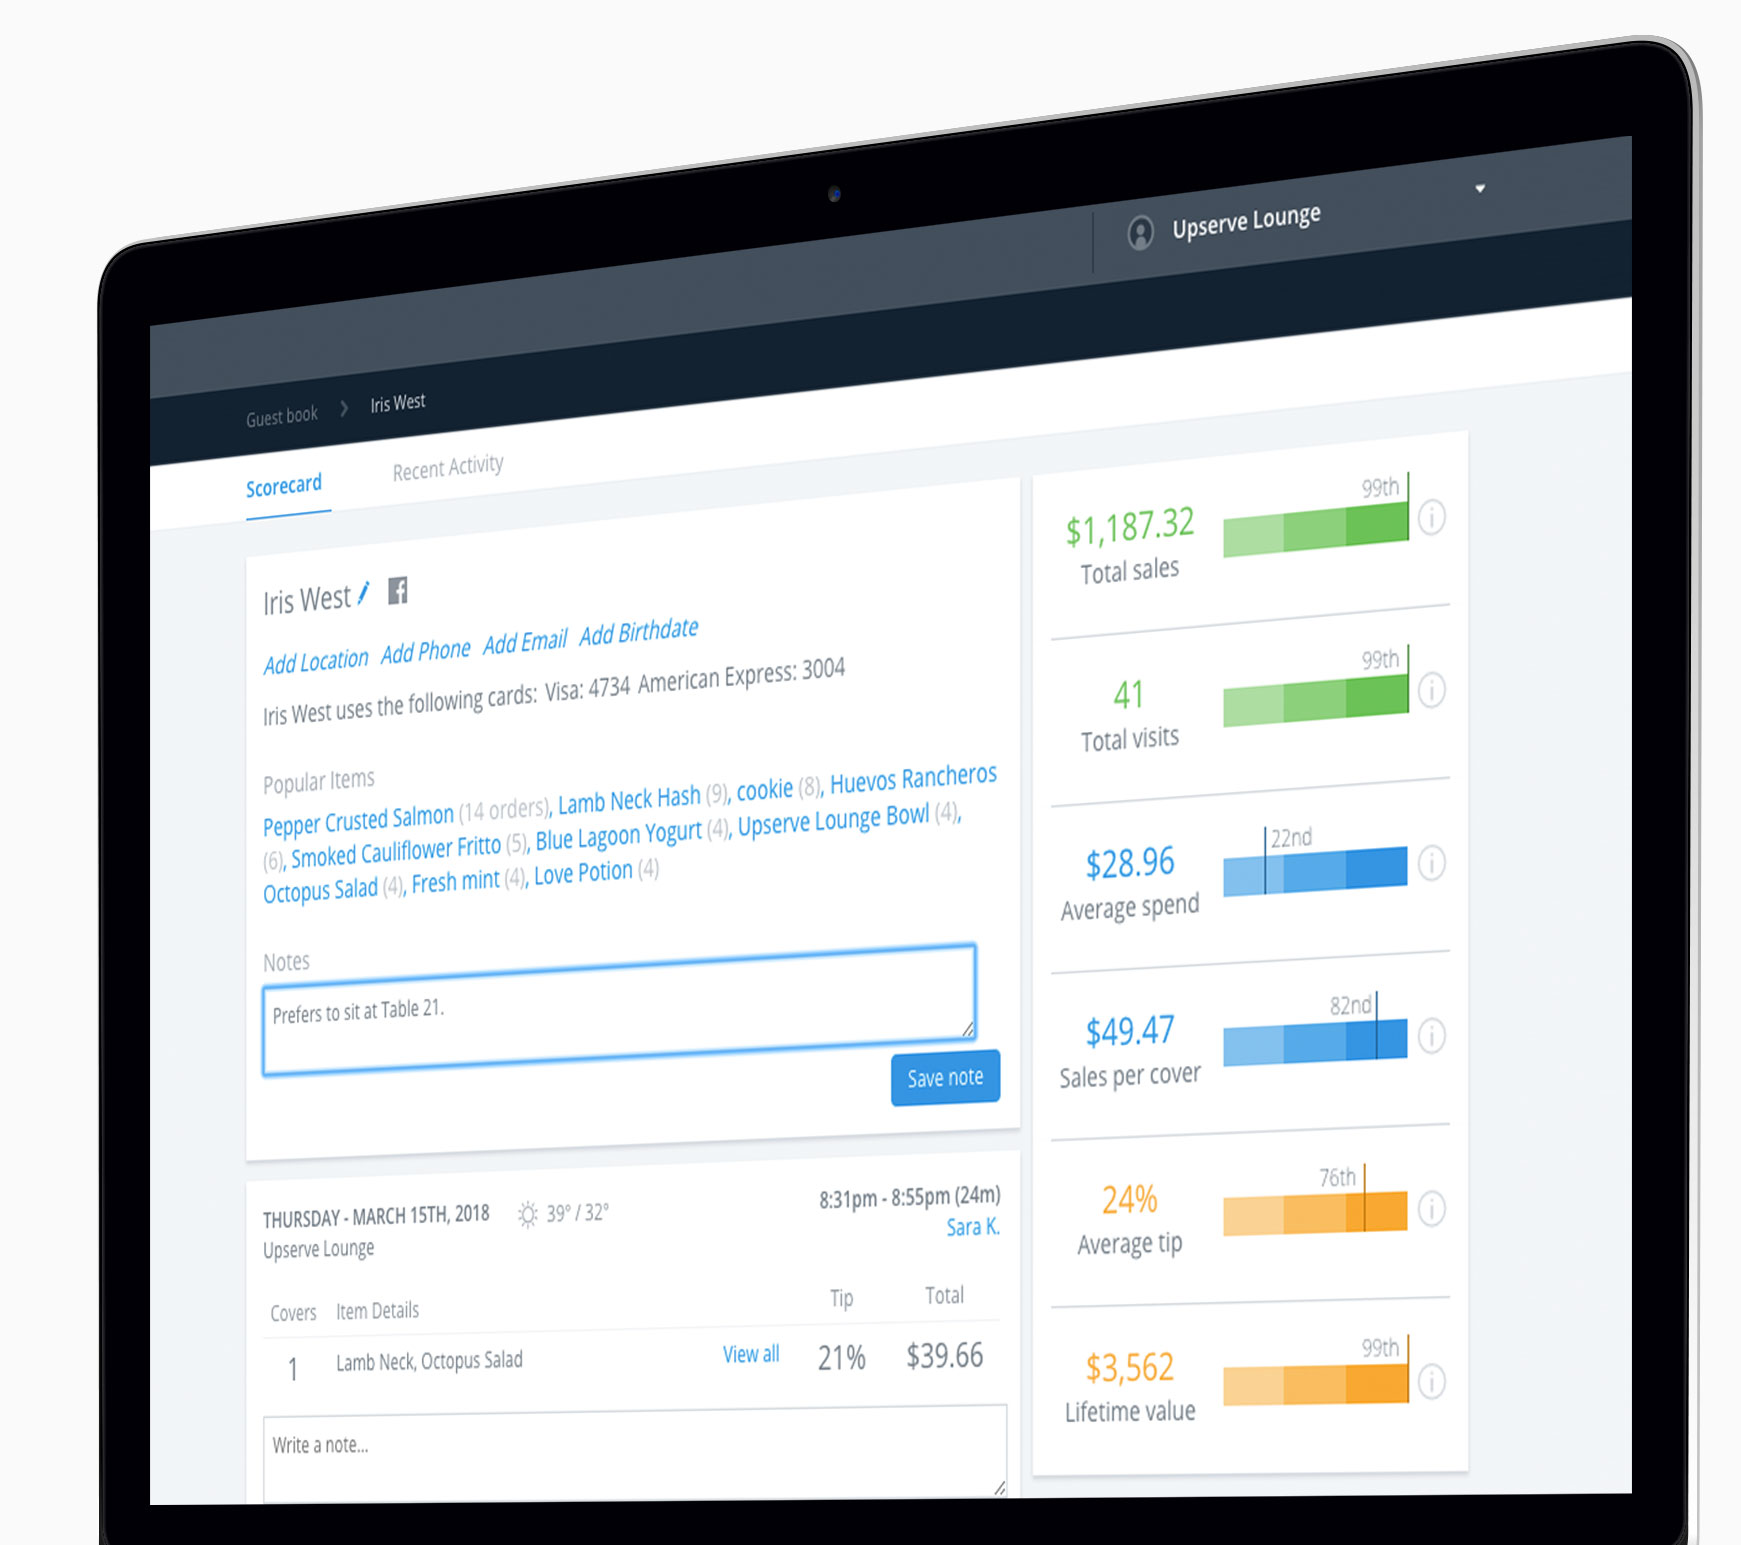 Upserve Lounge
Guest book
Iris West
Scorecard
Recent Activity
Iris West
Add Location Add Phone Add Email Add Birthdate
Iris West uses the following cards: Visa: 4734 American Express: 3004
Popular Items
Pepper Crusted Salmon (14 orders), Lamb Neck Hash (9), cookie (8), Huevos Rancheros
(6), Smoked Cauliflower Fritto (5), Blue Lagoon Yogurt (4), Upserve Lounge Bowl (4),
Octopus Salad (4), Fresh mint (4), Love Potion (4)
Notes
Prefers to sit at Table 21.
Save note
THURSDAY - MARCH 15TH, 2018
39° / 32°
8:31pm - 8:55pm (24m)
Upserve Lounge
Sara K.
Covers
Item Details
Tip
Total
1
Lamb Neck, Octopus Salad
View all
21%
$39.66
Write a note...
$1,187.32
Total sales
99th
41
Total visits
99th
$28.96
Average spend
22nd
$49.47
Sales per cover
82nd
24%
Average tip
76th
$3,562
Lifetime value
99th